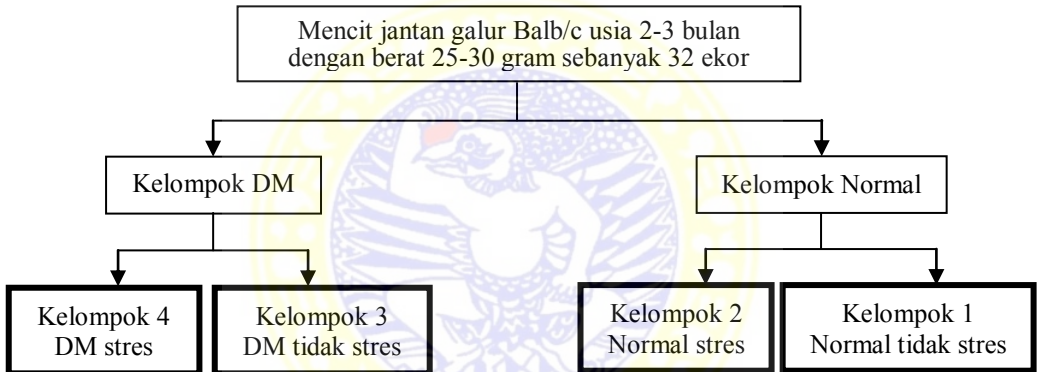 Mencit jantan galur Balb/c usia 2-3 bulan
dengan berat 25-30 gram sebanyak 32 ekor
Kelompok DM
Kelompok Normal
Kelompok 4
DM stres
Kelompok 3
DM tidak stres
Kelompok 2
Normal stres
Kelompok 1
Normal tidak stres